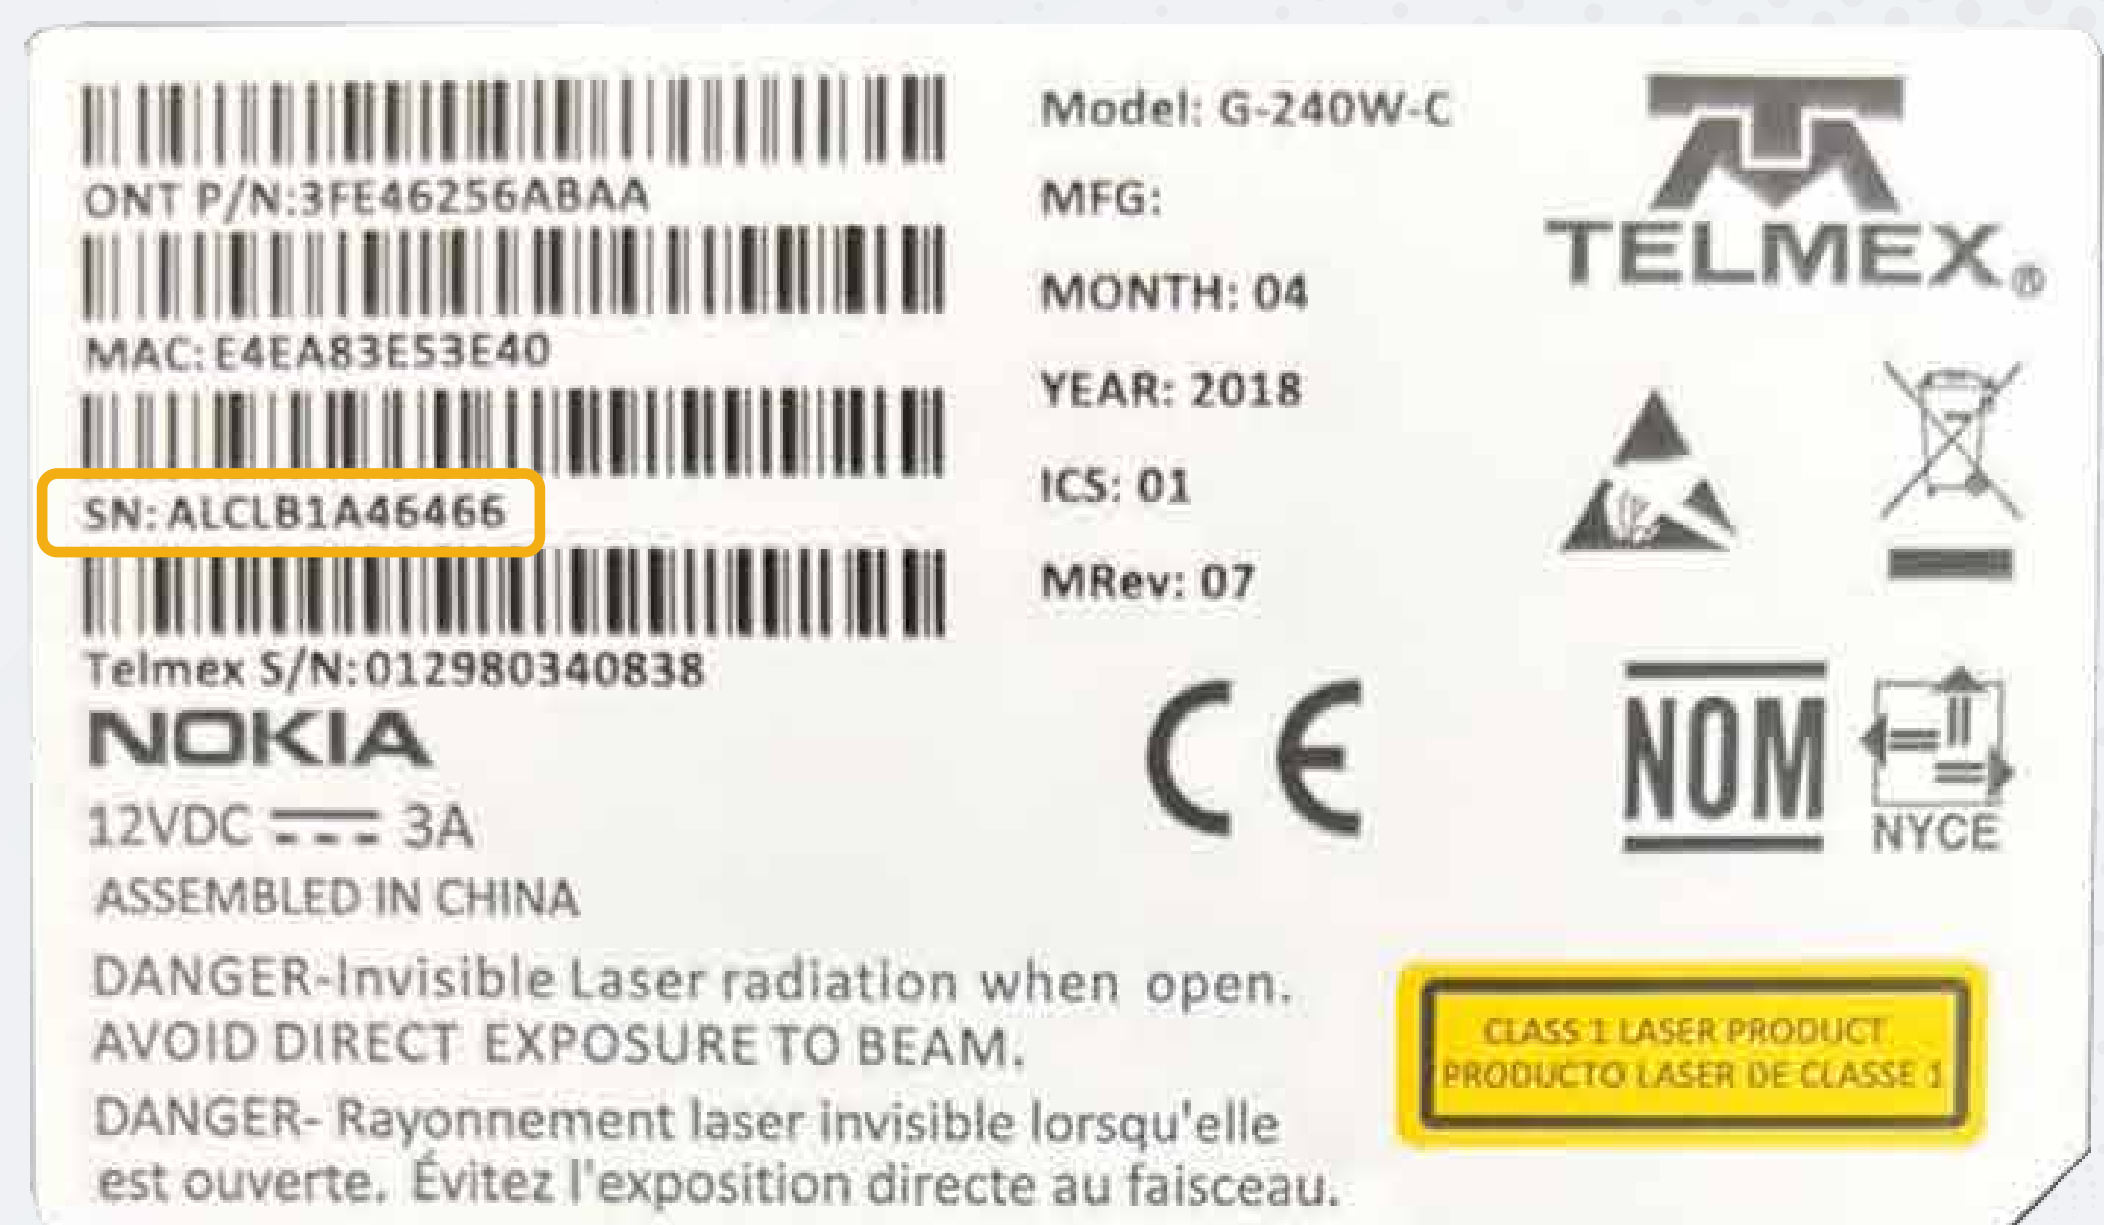 ONT P/N:3FE46256ABAA
MAC: E4EA83E53E40
SN: ALCLB1A46466
Telmex S/N: 012980340838
NOKIA
12VDC 3A
ASSEMBLED IN CHINA
DANGER-Invisible Laser radiation when open.
AVOID DIRECT EXPOSURE TO BEAM.
DANGER- Rayonnement laser invisible lorsqu'elle
est ouverte. Évitez l'exposition directe au faisceau.
Model: G-240W-C
MFG:
MONTH: 04
YEAR: 2018
ICS: 01
MRev: 07
CE
TELMEX®
NOM
NYCE
CLASS 1 LASER PRODUCT
PRODUCTO LASER DE CLASSE 1